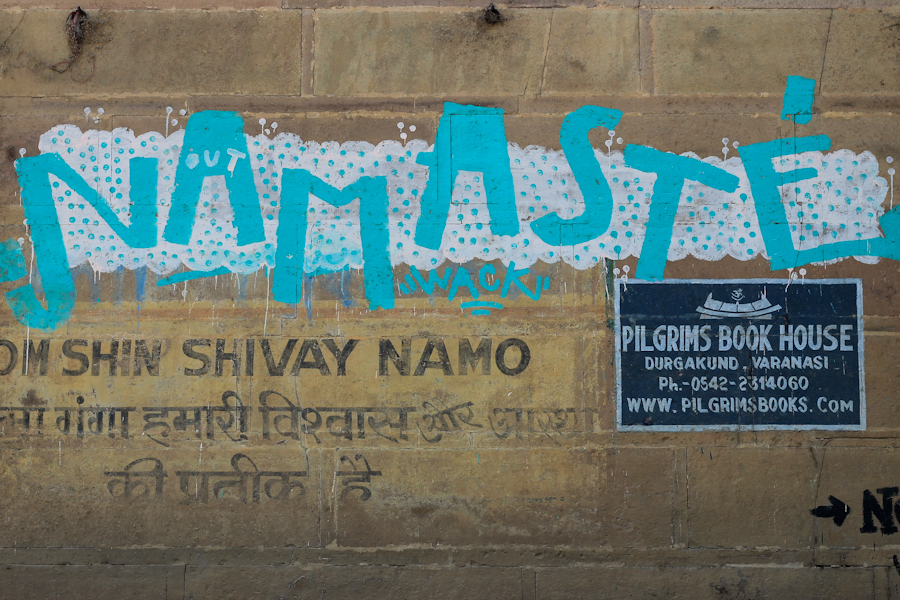 NAMASTÉ
OUT
"WACK"
OM SHIN SHIVAY NAMO
गंगा हमारी विश्वास और आस्था
की प्रतीक है
PILGRIMS BOOK HOUSE
DURGAKUND, VARANASI
Ph.-0542-2314060
WWW.PILGRIMSBOOKS.COM